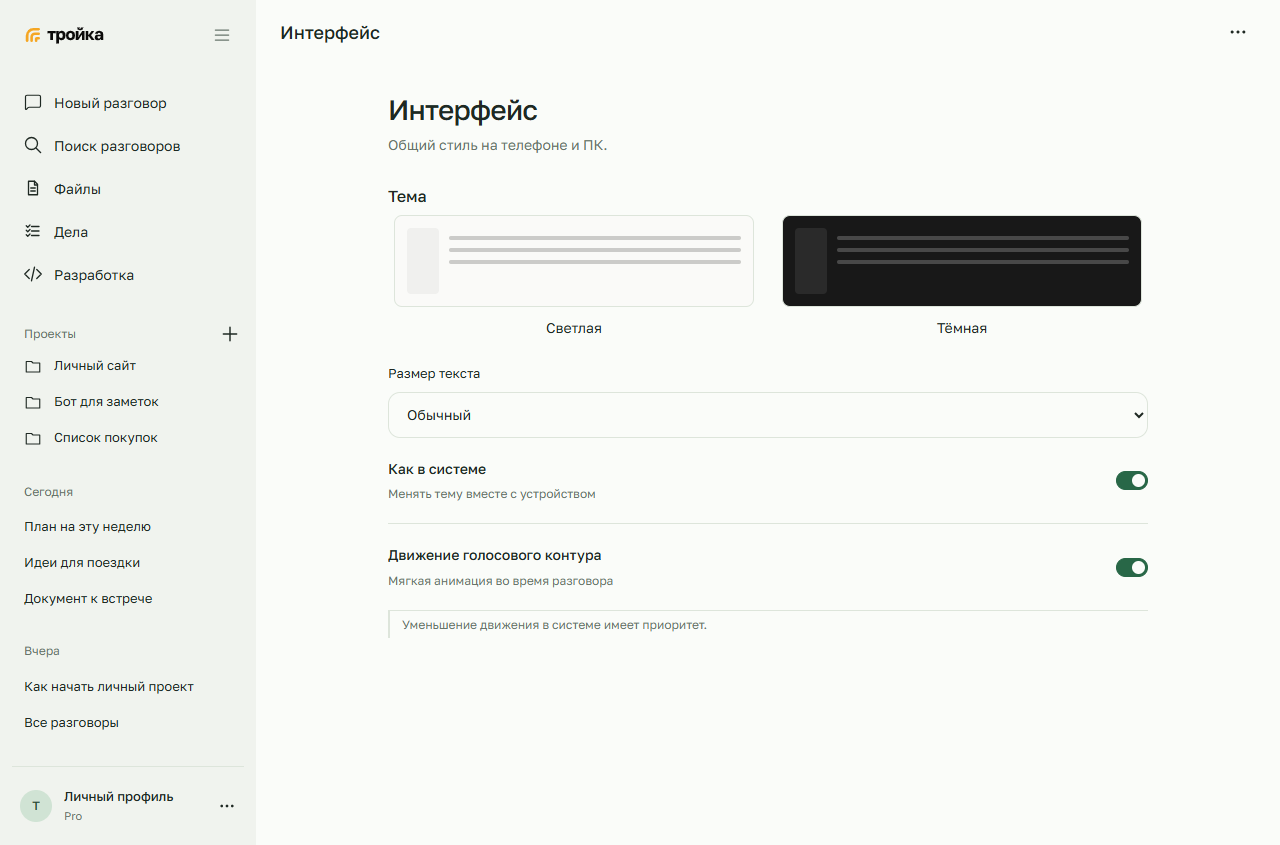 тройка
Новый разговор
Поиск разговоров
Файлы
Дела
Разработка
Проекты
Личный сайт
Бот для заметок
Список покупок
Сегодня
План на эту неделю
Идеи для поездки
Документ к встрече
Вчера
Как начать личный проект
Все разговоры
Т
Личный профиль
Pro
Интерфейс
Интерфейс
Общий стиль на телефоне и ПК.
Тема
Светлая
Тёмная
Размер текста
Обычный
Как в системе
Менять тему вместе с устройством
Движение голосового контура
Мягкая анимация во время разговора
Уменьшение движения в системе имеет приоритет.